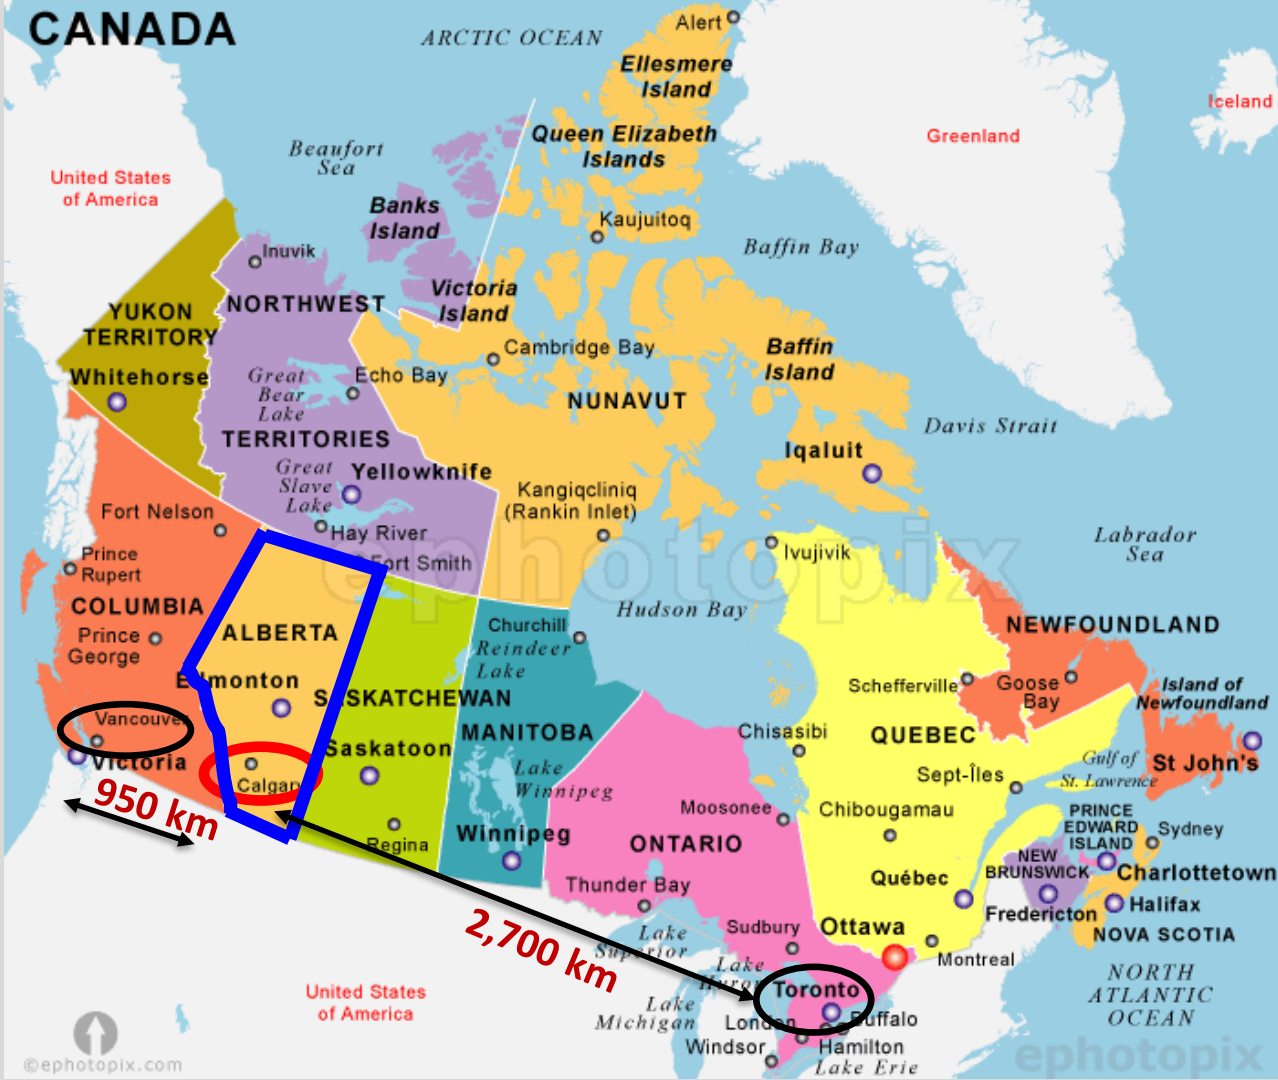 CANADA
ARCTIC OCEAN
Alert
Ellesmere
Island
Iceland
Queen Elizabeth
Islands
Greenland
Beaufort
Sea
United States
of America
Banks
Island
Kaujuitoq
Baffin Bay
Inuvik
NORTHWEST
Victoria
Island
YUKON
TERRITORY
Cambridge Bay
Baffin
Island
Whitehorse
Great
Bear
Lake
Echo Bay
NUNAVUT
Davis Strait
TERRITORIES
Iqaluit
Great
Slave
Lake
Yellowknife
Kangiqcliniq
(Rankin Inlet)
Fort Nelson
Hay River
Fort Smith
ephotopix
Ivujivik
Labrador
Sea
Prince
Rupert
COLUMBIA
Hudson Bay
Prince
George
ALBERTA
Churchill
Reindeer
Lake
NEWFOUNDLAND
Edmonton
SASKATCHEWAN
Schefferville
Goose
Bay
Island of
Newfoundland
Vancouver
MANITOBA
Chisasibi
QUEBEC
Victoria
Saskatoon
Gulf of
St. Lawrence
St John's
Calgary
Lake
Winnipeg
Sept-Îles
950 km
Moosonee
Chibougamau
PRINCE
EDWARD
ISLAND
Sydney
Regina
Winnipeg
ONTARIO
NEW
BRUNSWICK
Charlottetown
Thunder Bay
Québec
Fredericton
Halifax
2,700 km
Sudbury
Ottawa
NOVA SCOTIA
Lake
Superior
Montreal
Lake
Huron
NORTH
ATLANTIC
OCEAN
United States
of America
Toronto
Lake
Michigan
London
Buffalo
Windsor
Hamilton
Lake Erie
©ephotopix.com
ephotopix